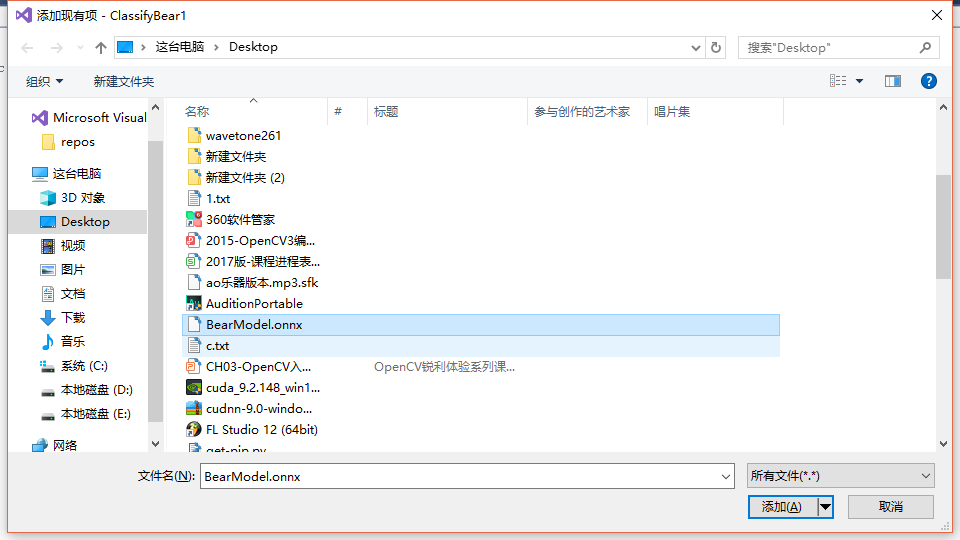 添加现有项 - ClassifyBear1
这台电脑 Desktop
搜索"Desktop"
组织 新建文件夹
名称 # 标题 参与创作的艺术家 唱片集
Microsoft Visual
repos
这台电脑
3D 对象
Desktop
视频
图片
文档
下载
音乐
系统 (C:)
本地磁盘 (D:)
本地磁盘 (E:)
网络
wavetone261
新建文件夹
新建文件夹 (2)
1.txt
360软件管家
2015-OpenCV3编...
2017版-课程进程表...
ao乐器版本.mp3.sfk
AuditionPortable
BearModel.onnx
c.txt
CH03-OpenCV入... OpenCV锐利体验系列课...
cuda_9.2.148_win1...
cudnn-9.0-windo...
FL Studio 12 (64bit)
get-pip.py
文件名(N): BearModel.onnx 所有文件(*.*)
添加(A) 取消